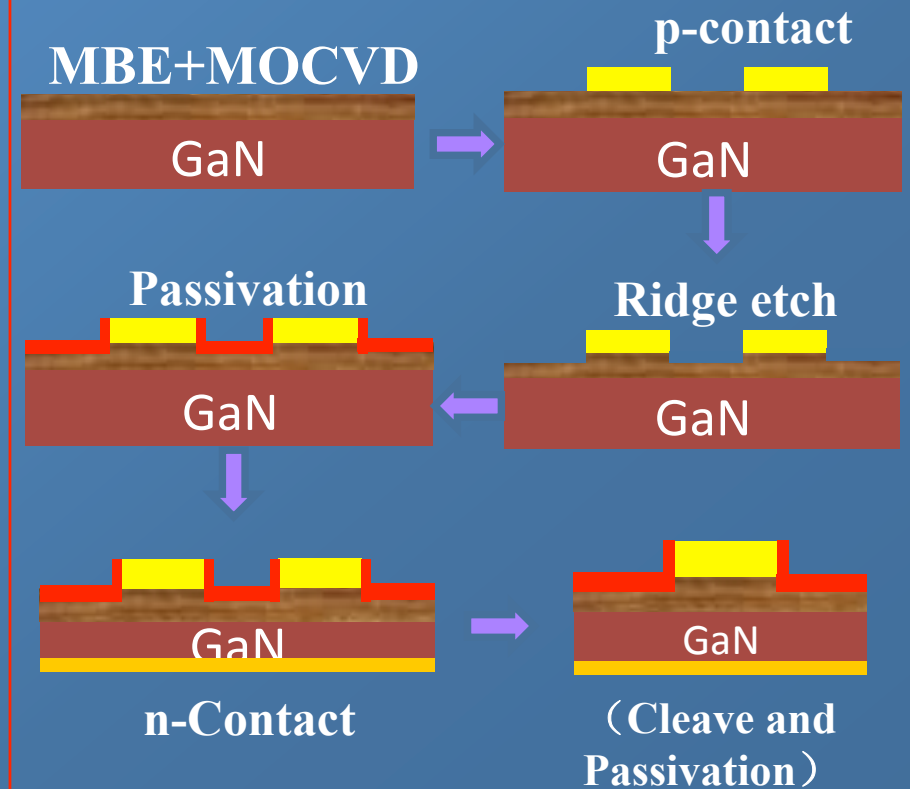 MBE+MOCVD
GaN
p-contact
GaN
Ridge etch
GaN
Passivation
GaN
GaN
n-Contact
GaN
（Cleave and
Passivation）